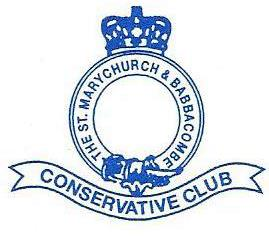 THE ST. MARYCHURCH & BABBACOMBE
CONSERVATIVE CLUB